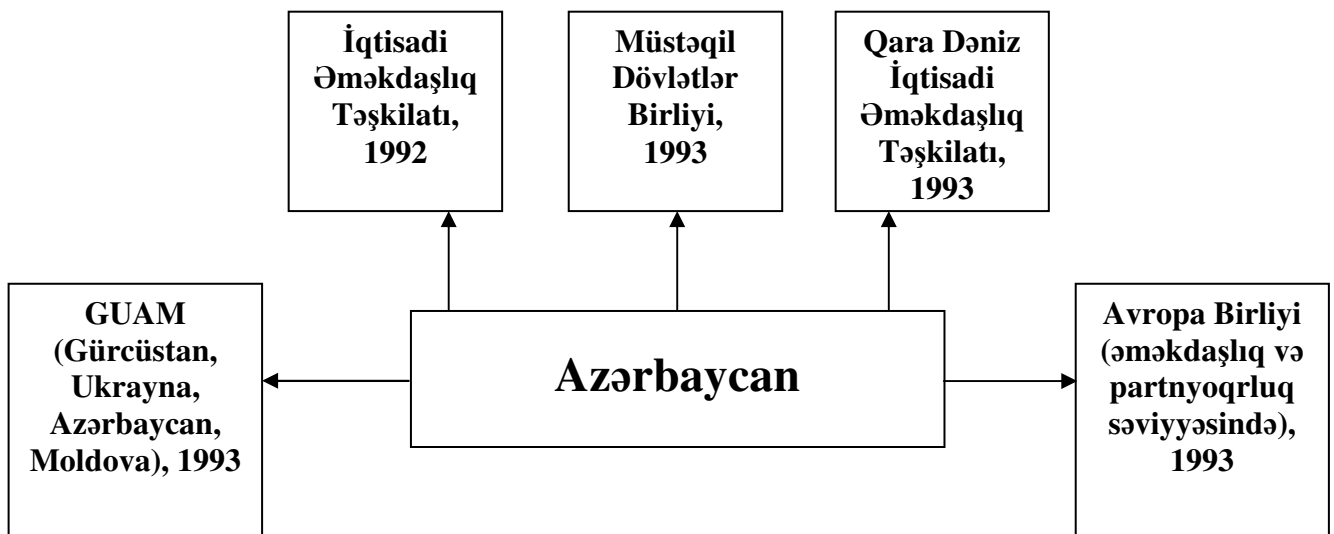 İqtisadi
Əməkdaşlıq
Təşkilatı,
1992
Müstəqil
Dövlətlər
Birliyi,
1993
Qara Dəniz
İqtisadi
Əməkdaşlıq
Təşkilatı,
1993
GUAM
(Gürcüstan,
Ukrayna,
Azərbaycan,
Moldova), 1993
Azərbaycan
Avropa Birliyi
(əməkdaşlıq və
partnyoqrluq
səviyyəsində),
1993